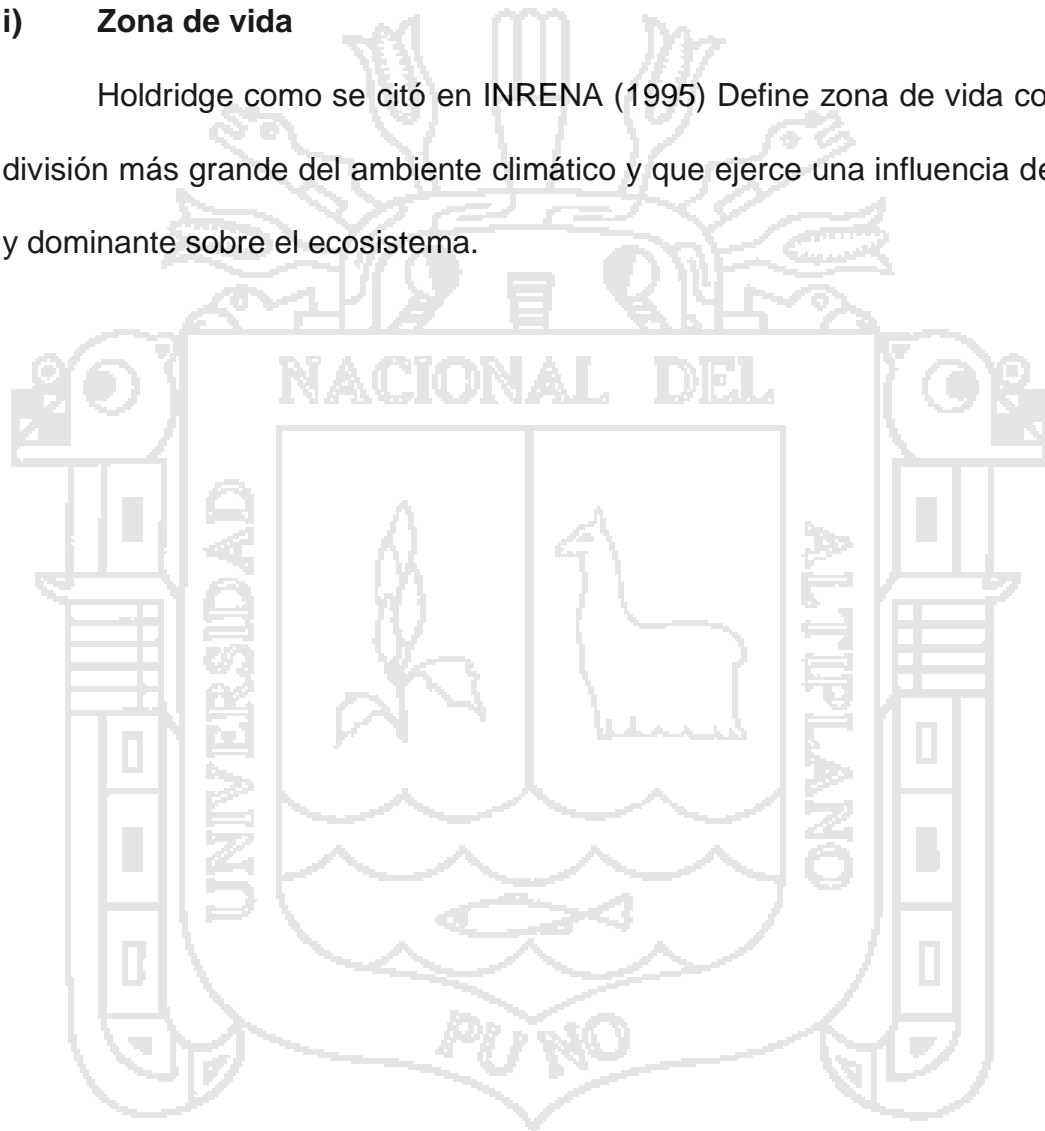 i) Zona de vida
Holdridge como se citó en INRENA (1995) Define zona de vida co
división más grande del ambiente climático y que ejerce una influencia de
y dominante sobre el ecosistema.
NACIONAL DEL
UNIVERSIDAD
ALTIPLANO
PUNO